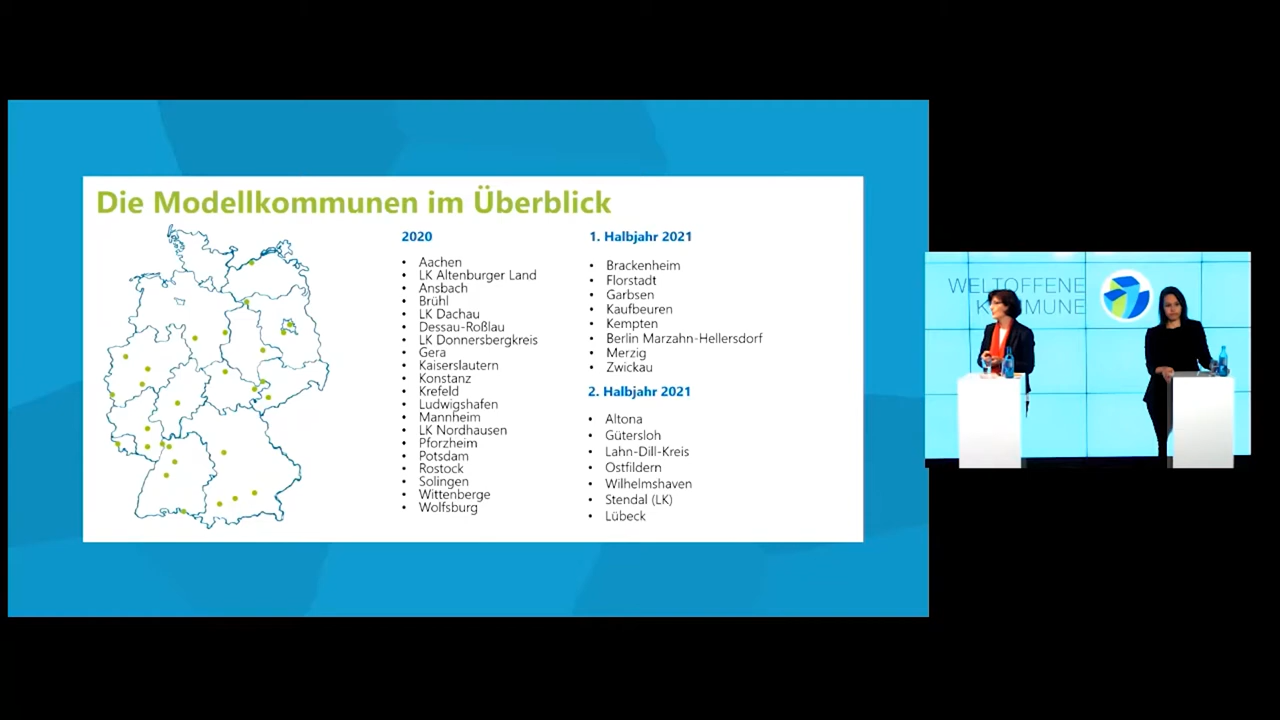 Die Modellkommunen im Überblick
2020
• Aachen
• LK Altenburger Land
• Ansbach
• Brühl
• LK Dachau
• Dessau-Roßlau
• LK Donnersbergkreis
• Gera
• Kaiserslautern
• Konstanz
• Krefeld
• Ludwigshafen
• Mannheim
• LK Nordhausen
• Pforzheim
• Potsdam
• Rostock
• Solingen
• Wittenberge
• Wolfsburg
1. Halbjahr 2021
• Brackenheim
• Florstadt
• Garbsen
• Kaufbeuren
• Kempten
• Berlin Marzahn-Hellersdorf
• Merzig
• Zwickau
2. Halbjahr 2021
• Altona
• Gütersloh
• Lahn-Dill-Kreis
• Ostfildern
• Wilhelmshaven
• Stendal (LK)
• Lübeck
WELTOFFENE
K MUNE